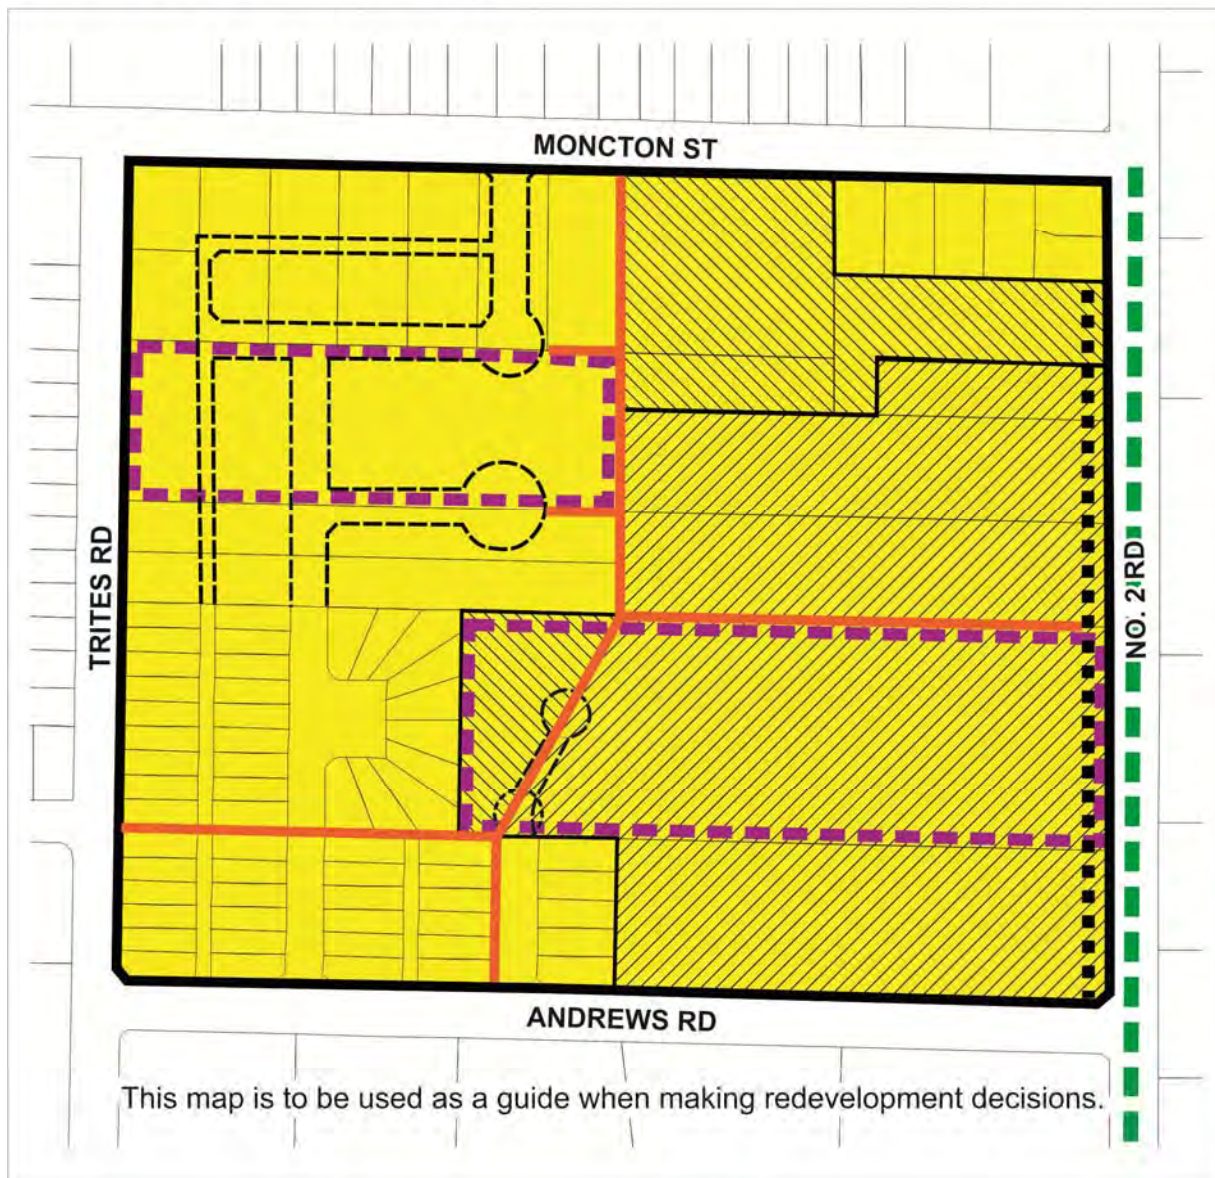 MONCTON ST
TRITES RD
NO. 2 RD
ANDREWS RD
This map is to be used as a guide when making redevelopment decisions.